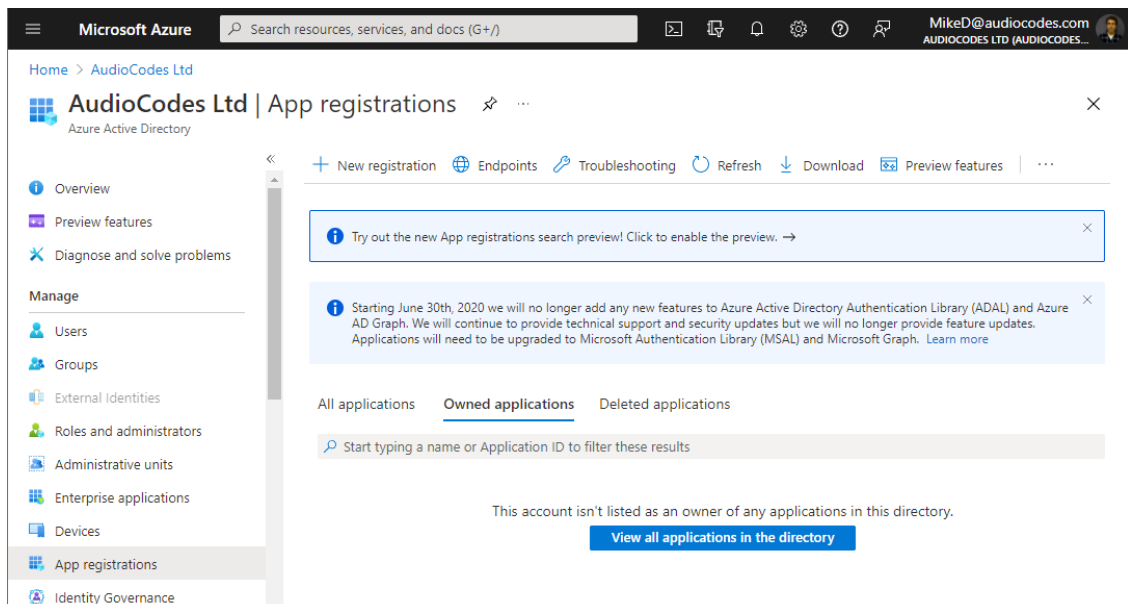 Microsoft Azure
Search resources, services, and docs (G+/)
MikeD@audiocodes.com
AUDIOCODES LTD (AUDIOCODES...
Home > AudioCodes Ltd
AudioCodes Ltd | App registrations
Azure Active Directory
New registration
Endpoints
Troubleshooting
Refresh
Download
Preview features
Overview
Preview features
Diagnose and solve problems
Manage
Users
Groups
External Identities
Roles and administrators
Administrative units
Enterprise applications
Devices
App registrations
Identity Governance
Try out the new App registrations search preview! Click to enable the preview. →
Starting June 30th, 2020 we will no longer add any new features to Azure Active Directory Authentication Library (ADAL) and Azure
AD Graph. We will continue to provide technical support and security updates but we will no longer provide feature updates.
Applications will need to be upgraded to Microsoft Authentication Library (MSAL) and Microsoft Graph. Learn more
All applications
Owned applications
Deleted applications
Start typing a name or Application ID to filter these results
This account isn't listed as an owner of any applications in this directory.
View all applications in the directory